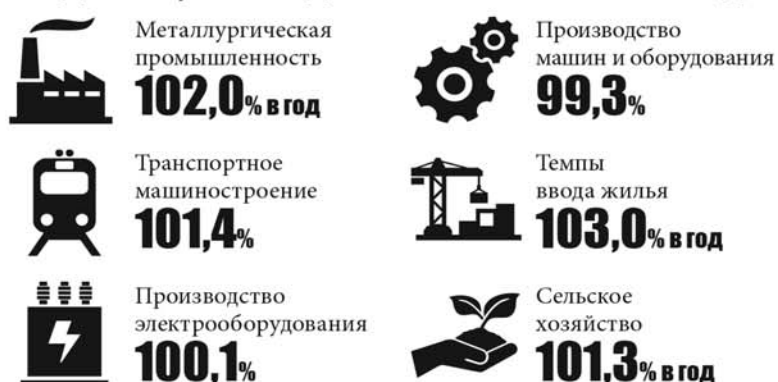 Металлургическая
промышленность
102,0% в год
Производство
машин и оборудования
99,3%
Транспортное
машиностроение
101,4%
Темпы
ввода жилья
103,0% в год
Производство
электрооборудования
100,1%
Сельское
хозяйство
101,3% в год